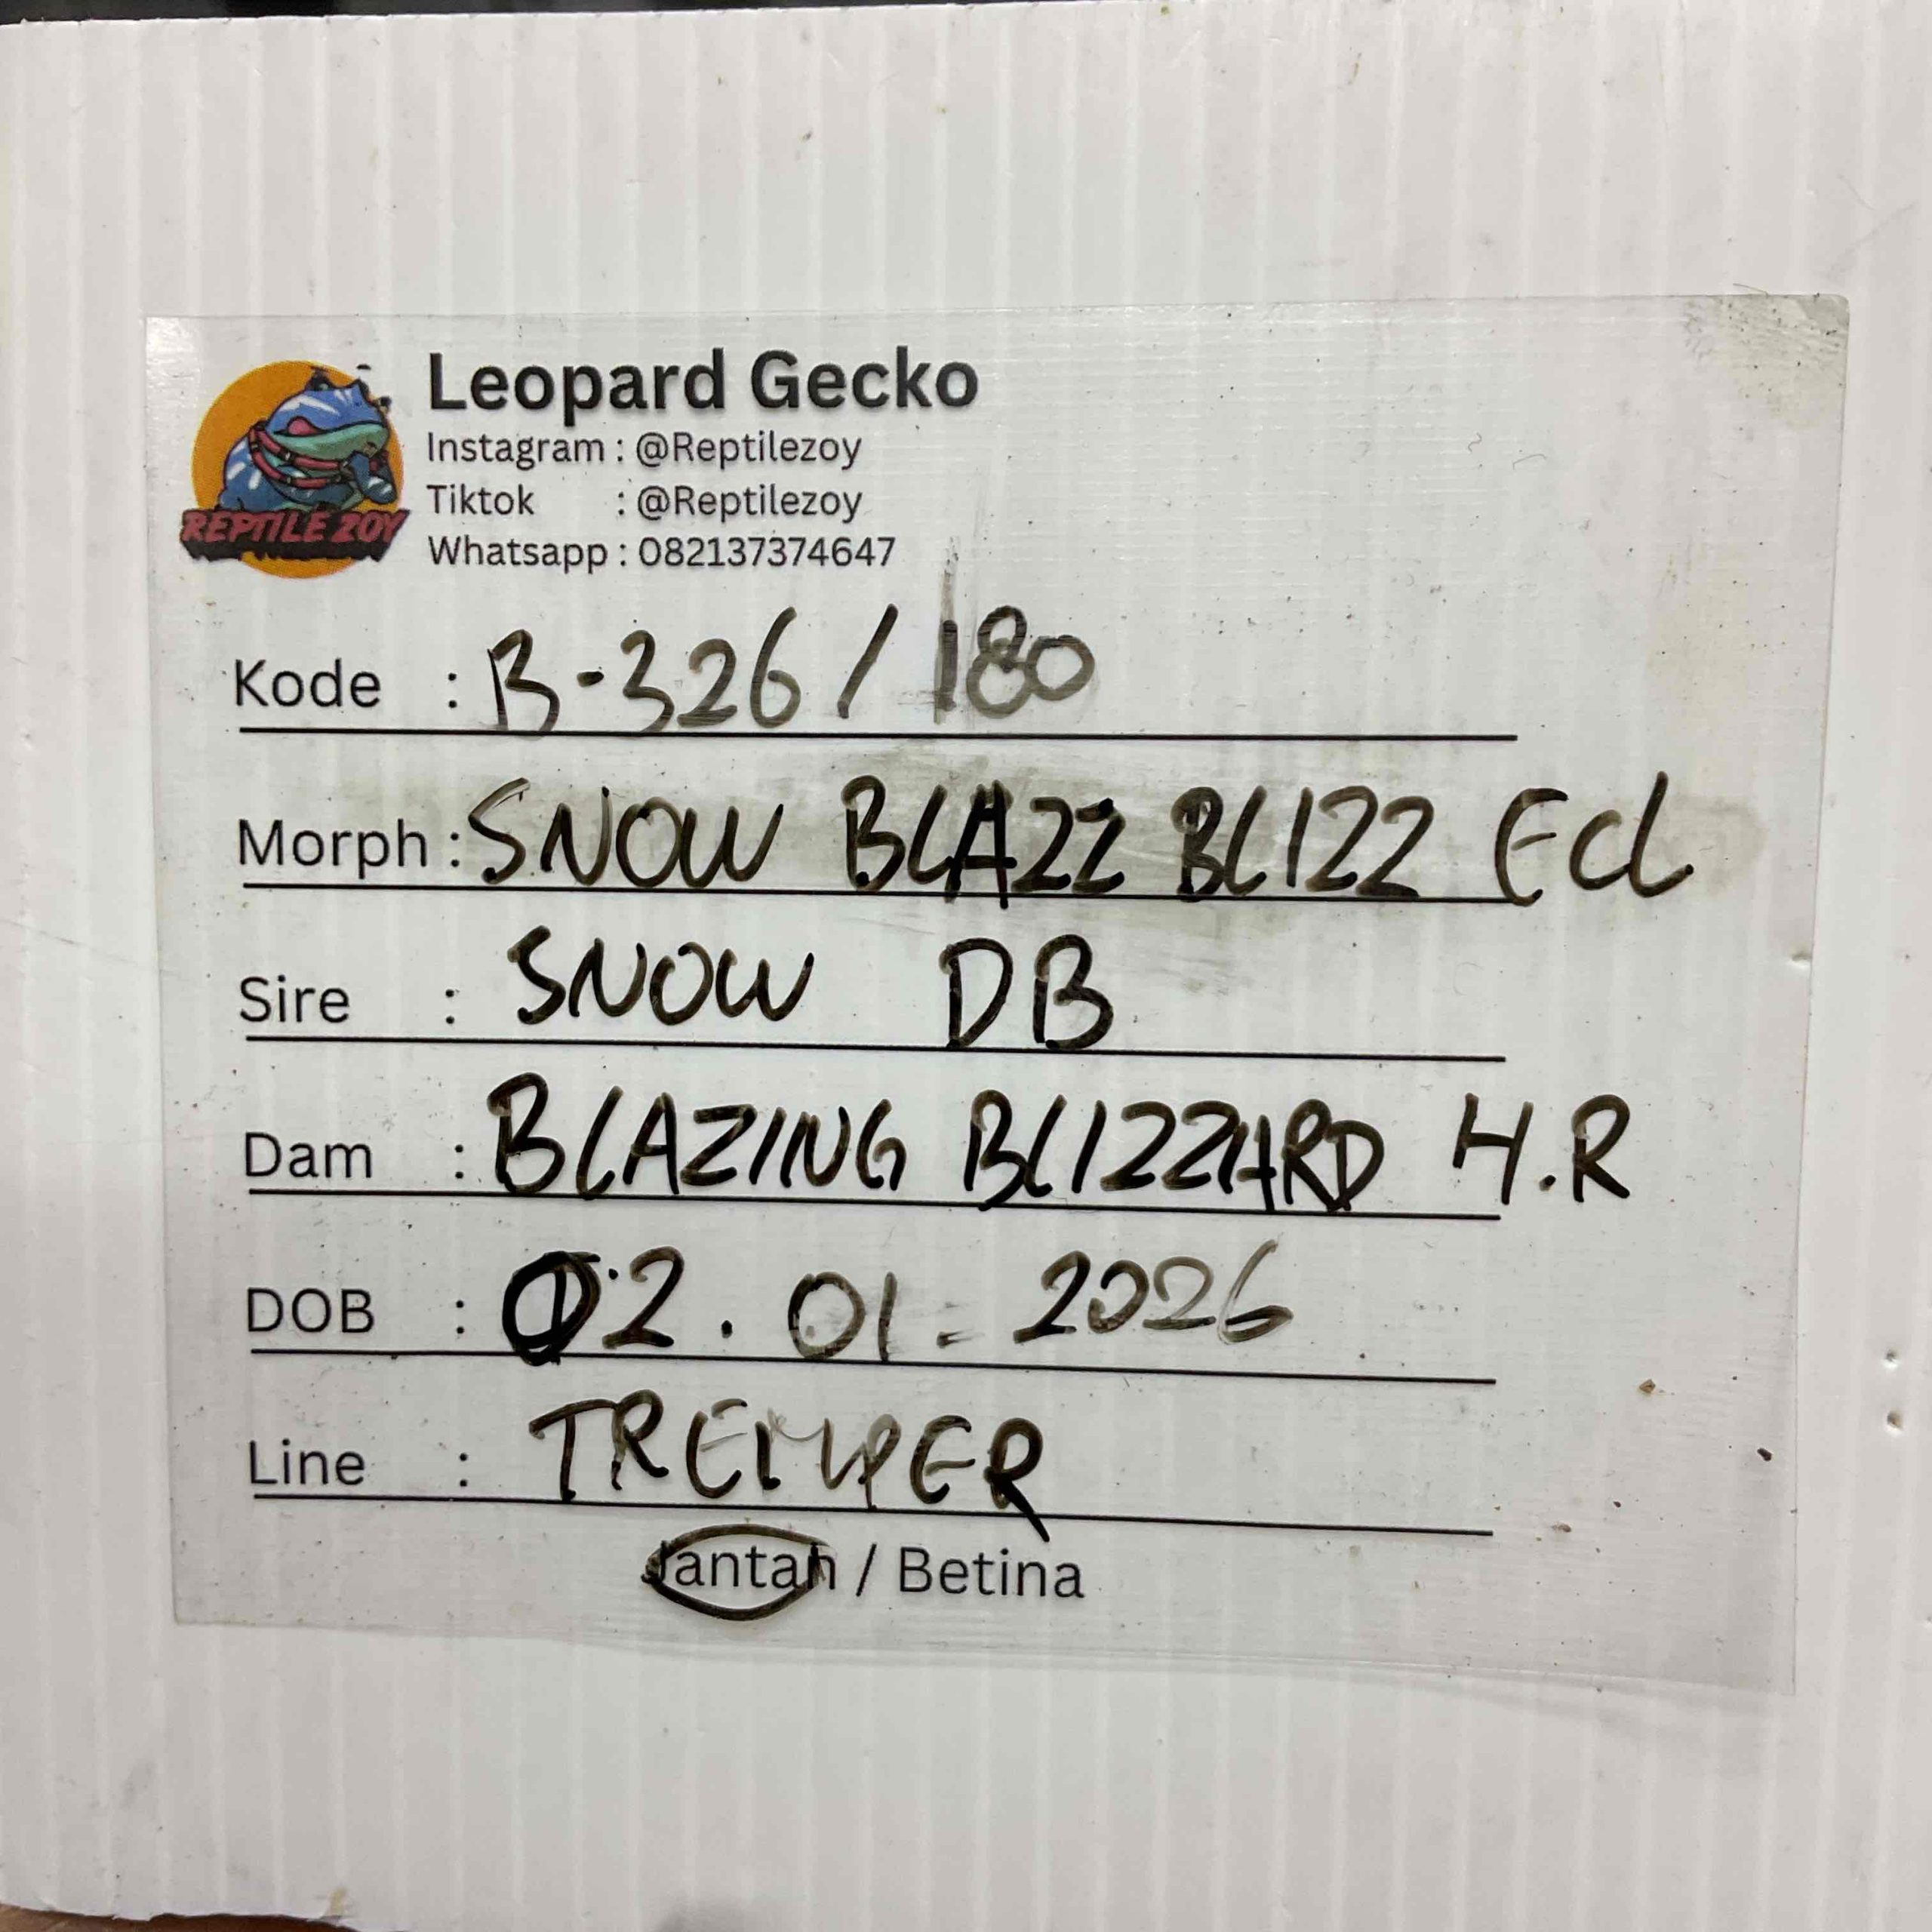 Leopard Gecko
Instagram : @Reptilezoy
Tiktok : @Reptilezoy
REPTILE ZOY
Whatsapp : 082137374647
Kode : B-326 / 180
Morph : SNOW BLAZZ BLIZZ ECL
Sire : SNOW DB
Dam : BLAZING BLIZZARD H.R
DOB : 02.01-2026
Line : TREMPER
Jantan / Betina